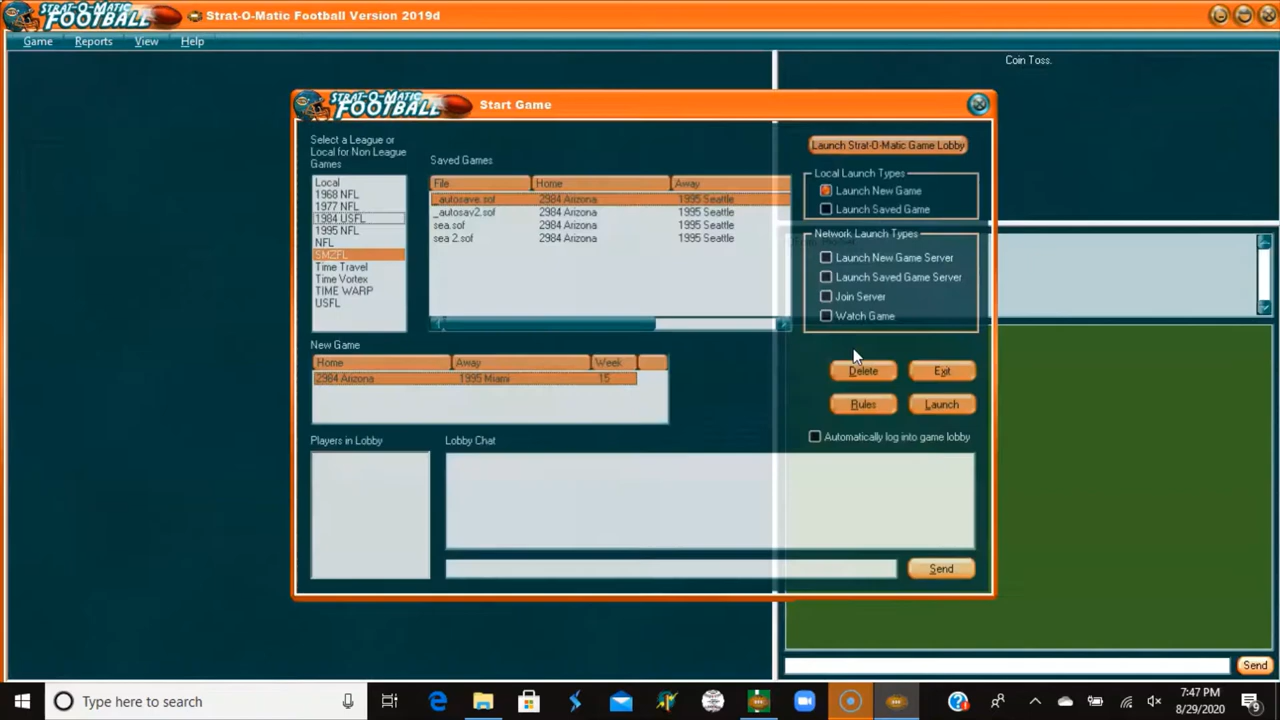 STRAT-O-MATIC
FOOTBALL
Strat-O-Matic Football Version 2019d
Game Reports View Help
Coin Toss.
STRAT-O-MATIC
FOOTBALL
Start Game
Select a League or
Local for Non League
Games
Local
1968 NFL
1977 NFL
1984 USFL
1995 NFL
NFL
SMZFL
Time Travel
Time Vortex
TIME WARP
USFL
Saved Games
File Home Away
_autosave.sof 2984 Arizona 1995 Seattle
_autosav2.sof 2984 Arizona 1995 Seattle
sea.sof 2984 Arizona 1995 Seattle
sea 2.sof 2984 Arizona 1995 Seattle
Launch Strat-O-Matic Game Lobby
Local Launch Types
Launch New Game
Launch Saved Game
Network Launch Types
Launch New Game Server
Launch Saved Game Server
Join Server
Watch Game
New Game
Home Away Week
2984 Arizona 1995 Miami 15
Delete Exit
Rules Launch
Automatically log into game lobby
Players in Lobby
Lobby Chat
Send
Send
Type here to search
7:47 PM
8/29/2020
9